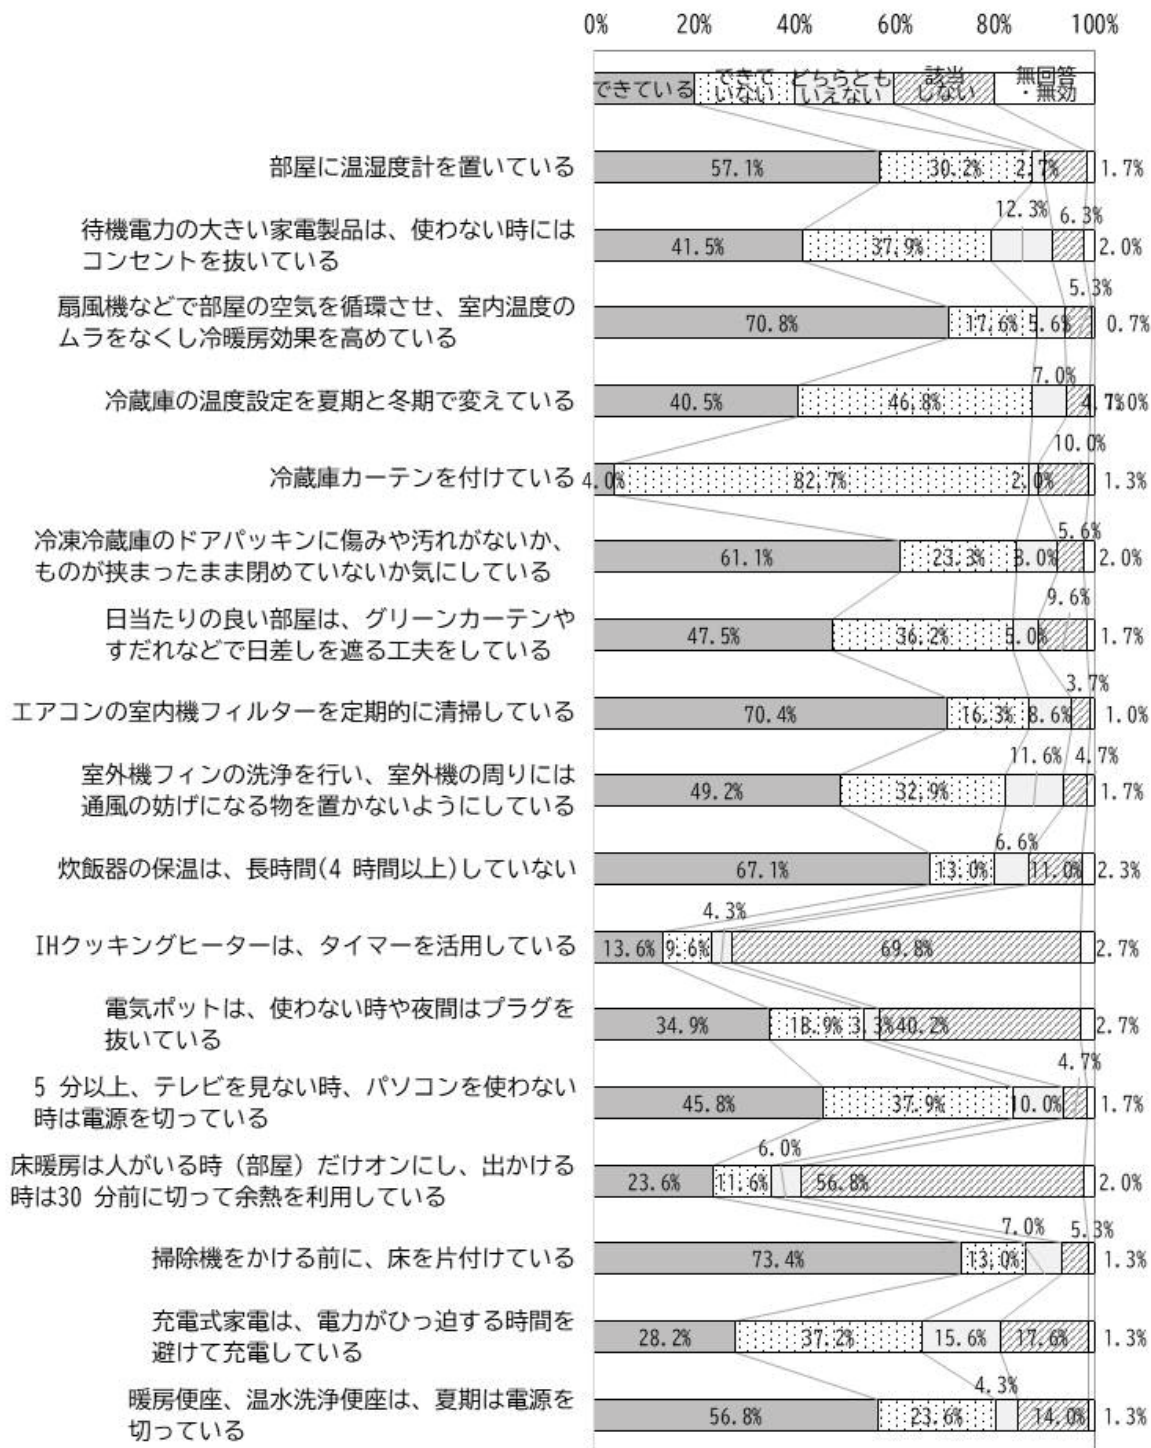 0% 20% 40% 60% 80% 100%
できている できて どちらとも 該当 無回答
いない いえない しない ・無効
部屋に温湿度計を置いている 57.1% 30.2% 2.7% 1.7%
12.3% 6.3%
待機電力の大きい家電製品は、使わない時には
コンセントを抜いている 41.5% 37.9% 2.0%
5.3%
扇風機などで部屋の空気を循環させ、室内温度の
ムラをなくし冷暖房効果を高めている 70.8% 17.6% 5.6% 0.7%
7.0%
冷蔵庫の温度設定を夏期と冬期で変えている 40.5% 46.8% 4.7% 1.0%
10.0%
冷蔵庫カーテンを付けている 4.0% 82.7% 2.0% 1.3%
5.6%
冷凍冷蔵庫のドアパッキンに傷みや汚れがないか、
ものが挟まったまま閉めていないか気にしている 61.1% 23.3% 8.0% 2.0%
9.6%
日当たりの良い部屋は、グリーンカーテンや
すだれなどで日差しを遮る工夫をしている 47.5% 36.2% 5.0% 1.7%
3.7%
エアコンの室内機フィルターを定期的に清掃している 70.4% 16.3% 8.6% 1.0%
11.6% 4.7%
室外機フィンの洗浄を行い、室外機の周りには
通風の妨げになる物を置かないようにしている 49.2% 32.9% 1.7%
6.6%
炊飯器の保温は、長時間(4 時間以上)していない 67.1% 13.0% 11.0% 2.3%
4.3%
IHクッキングヒーターは、タイマーを活用している 13.6% 9.6% 69.8% 2.7%
電気ポットは、使わない時や夜間はプラグを
抜いている 34.9% 18.9% 3.3% 40.2% 2.7%
4.7%
5 分以上、テレビを見ない時、パソコンを使わない
時は電源を切っている 45.8% 37.9% 10.0% 1.7%
6.0%
床暖房は人がいる時（部屋）だけオンにし、出かける
時は30 分前に切って余熱を利用している 23.6% 11.6% 56.8% 2.0%
7.0% 5.3%
掃除機をかける前に、床を片付けている 73.4% 13.0% 1.3%
充電式家電は、電力がひっ迫する時間を
避けて充電している 28.2% 37.2% 15.6% 17.6% 1.3%
4.3%
暖房便座、温水洗浄便座は、夏期は電源を
切っている 56.8% 23.6% 14.0% 1.3%